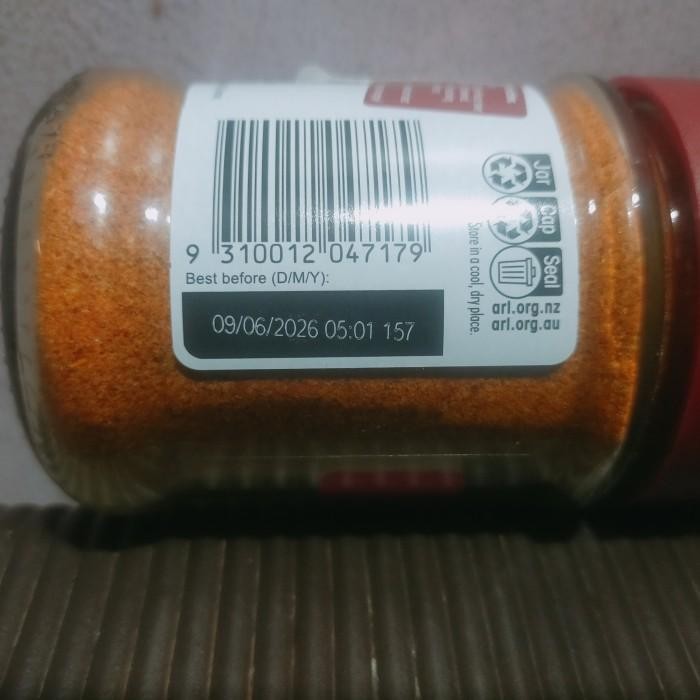 9 310012 047179
Best before (D/M/Y):
09/06/2026 05:01 157
Jar
Cap
Seal
arl.org.nz
arl.org.au
Store in a cool, dry place.